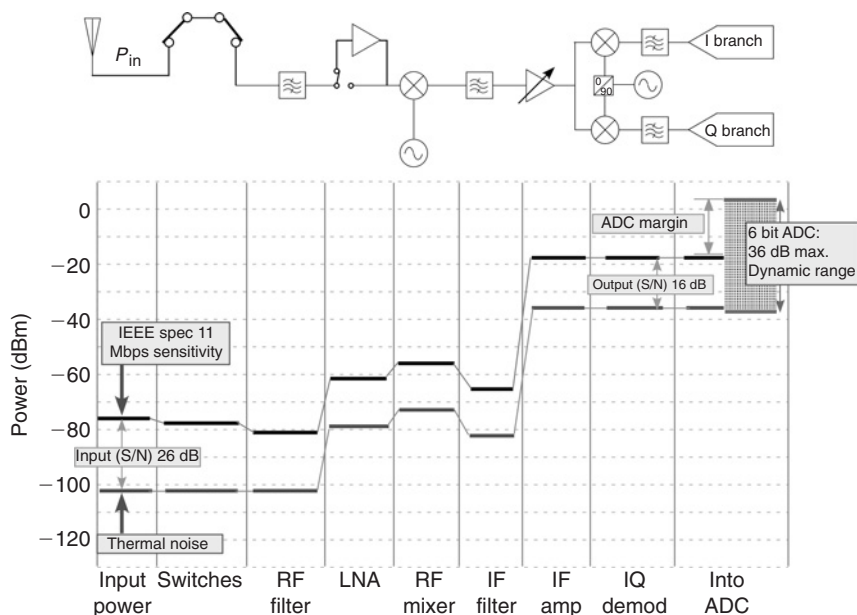 P_in
I branch
0
90
Q branch
Power (dBm)
0
−20
−40
−60
−80
−100
−120
ADC margin
6 bit ADC:
36 dB max.
Dynamic range
Output (S/N) 16 dB
IEEE spec 11
Mbps sensitivity
Input (S/N) 26 dB
Thermal noise
Input
power
Switches
RF
filter
LNA
RF
mixer
IF
filter
IF
amp
IQ
demod
Into
ADC